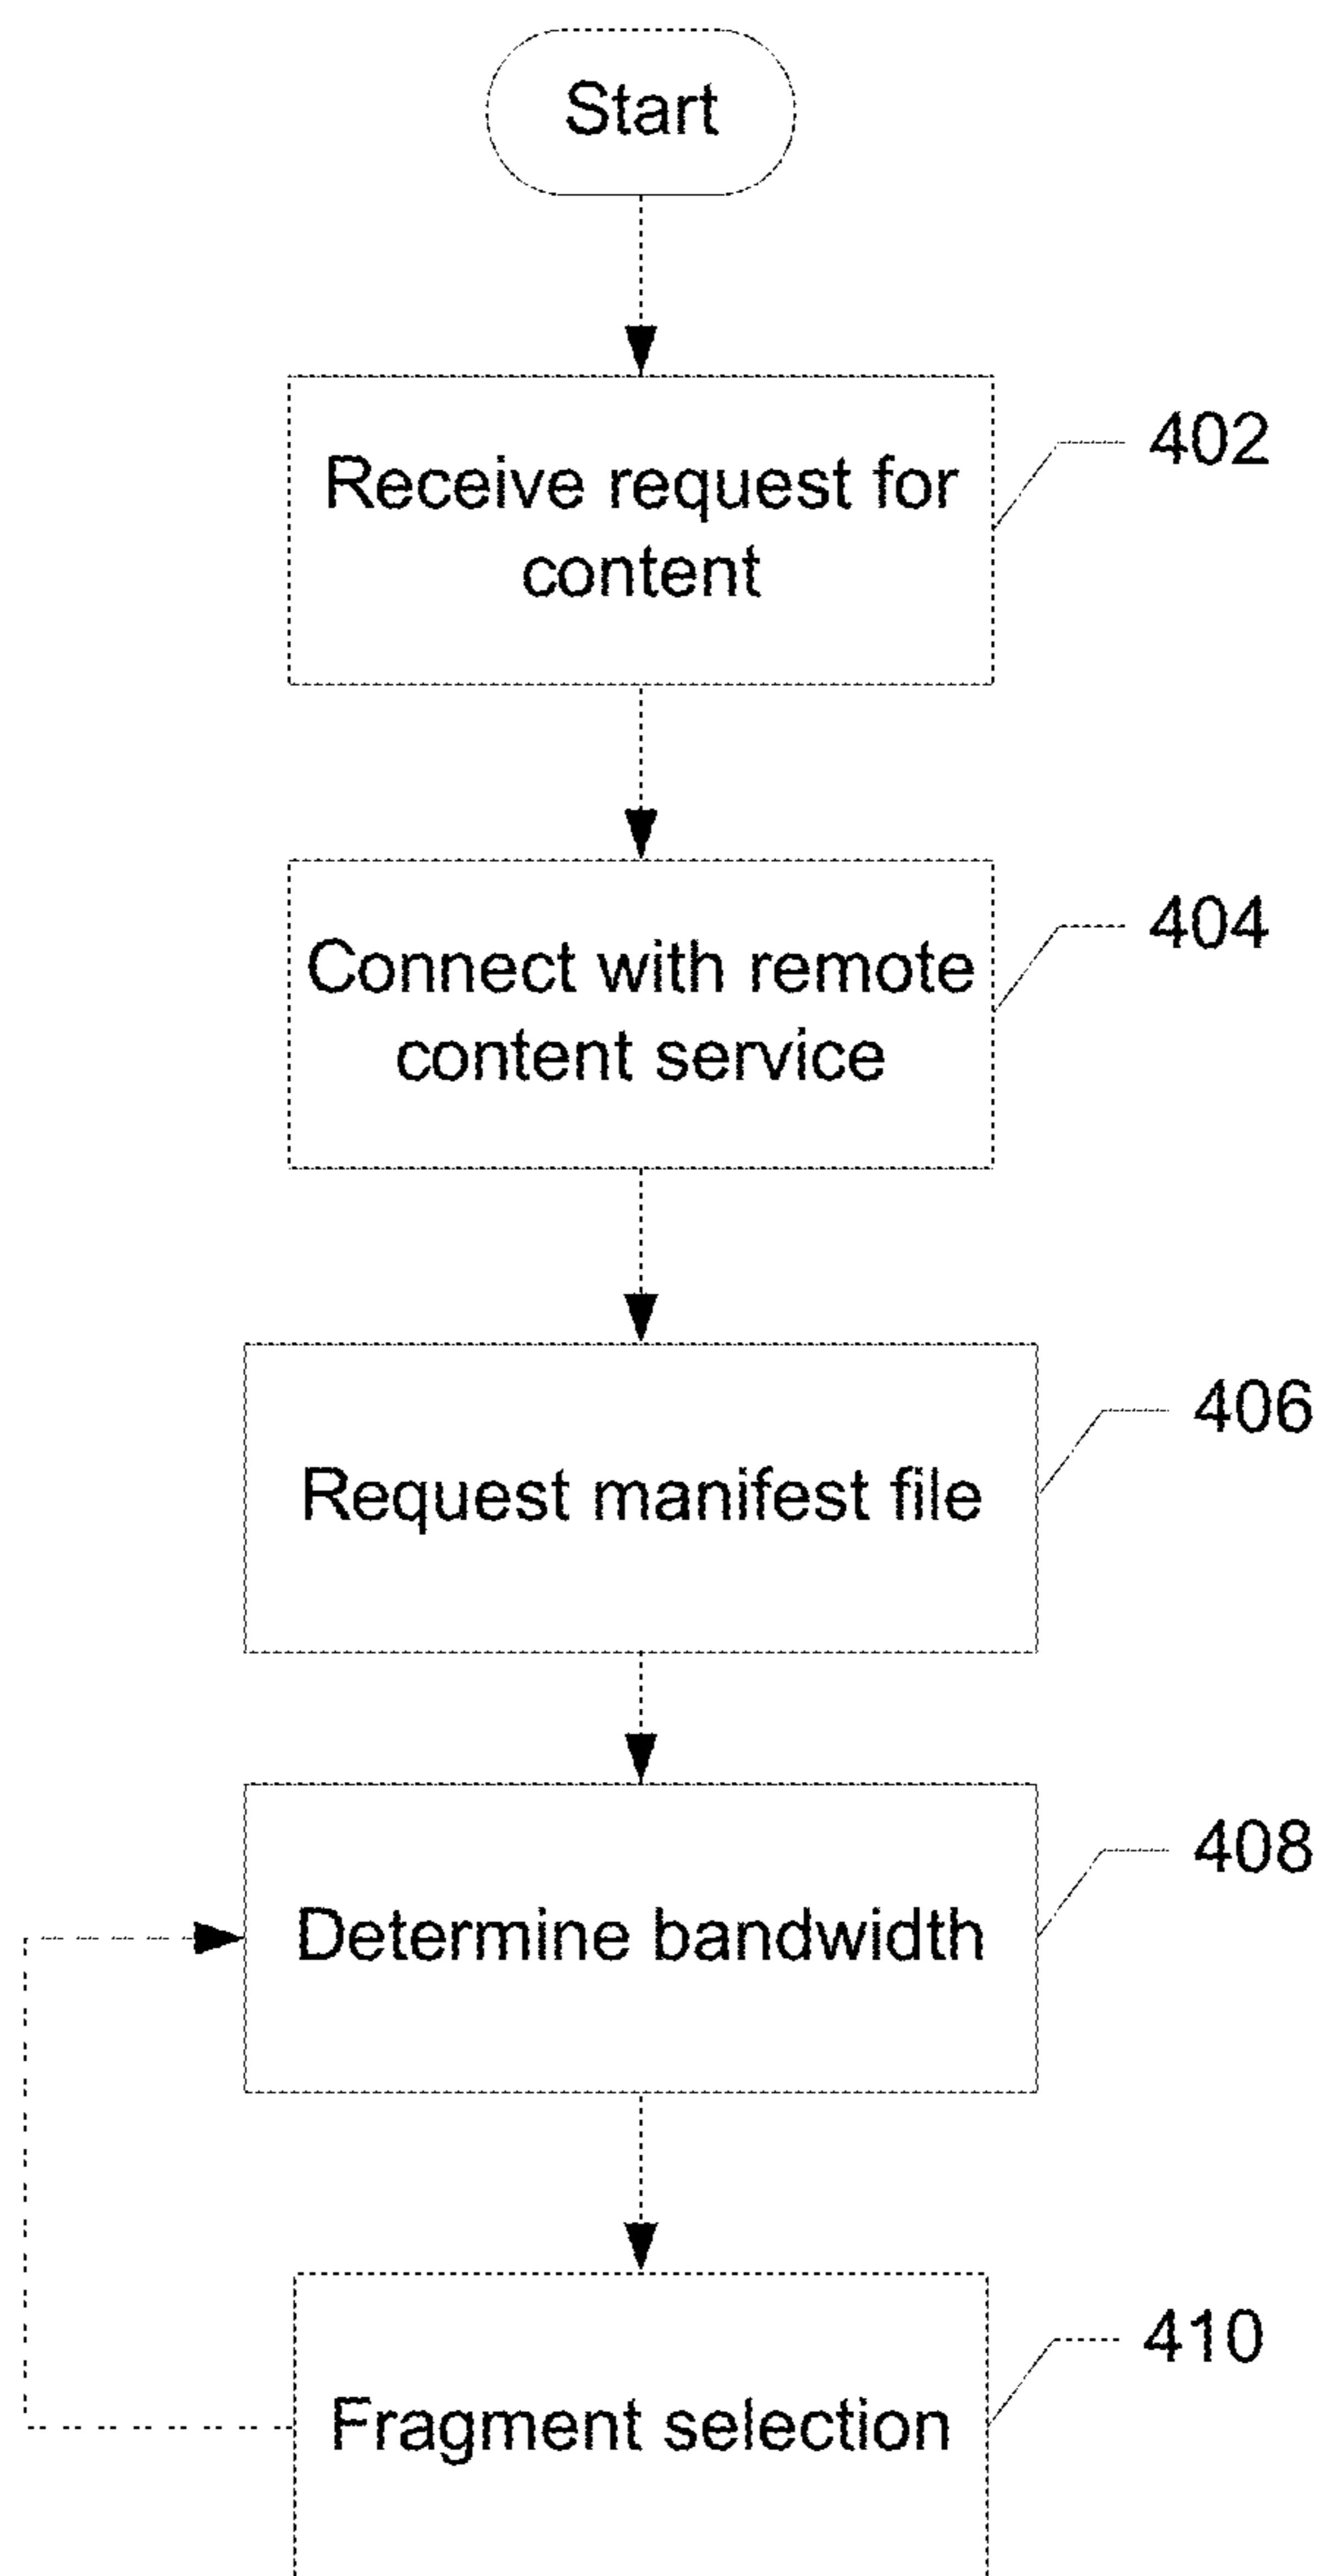 Start
Receive request for
content
402
Connect with remote
content service
404
Request manifest file
406
Determine bandwidth
408
Fragment selection
410